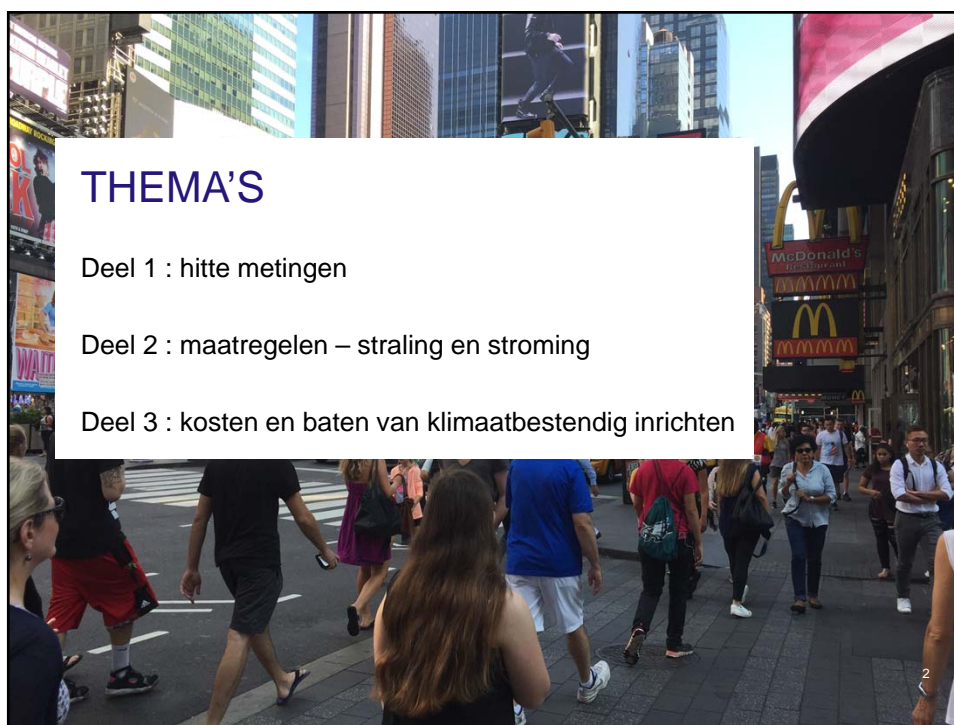 THEMA'S
Deel 1 : hitte metingen
Deel 2 : maatregelen – straling en stroming
Deel 3 : kosten en baten van klimaatbestendig inrichten
McDonald's
Restaurant
2